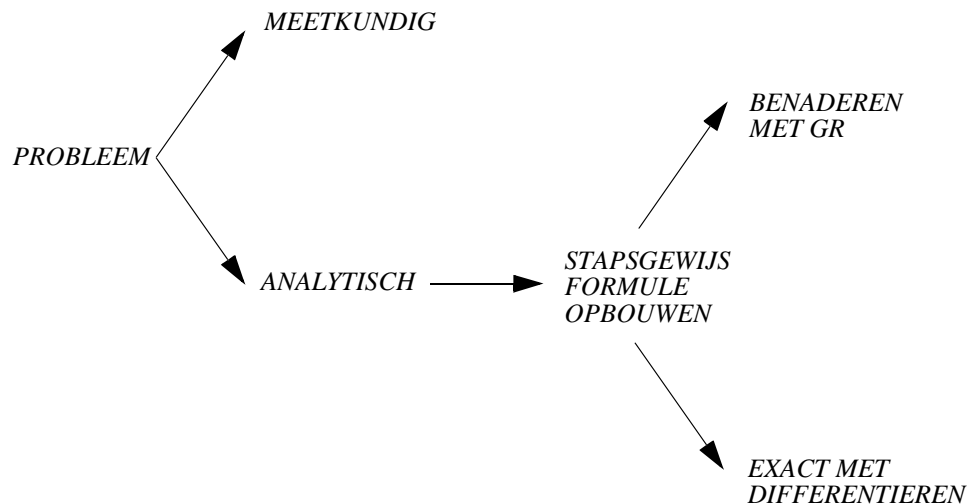 MEETKUNDIG
PROBLEEM
ANALYTISCH
STAPSGEWIJS
FORMULE
OPBOUWEN
BENADEREN
MET GR
EXACT MET
DIFFERENTIEREN